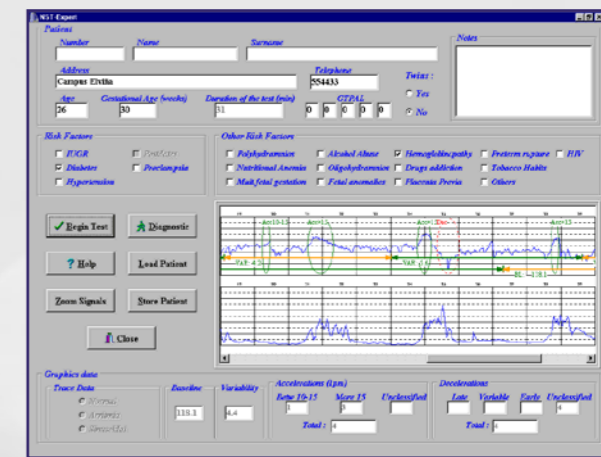 NST-Expert
Patient
Number Name Surname Notes
Address Telephone
Campus Elviña 554433 Twins :
Age Gestational Age (weeks) Duration of the test (min) GTPAL Yes
26 30 31 0 0 0 0 0 No
Risk Factors Other Risk Factors
IUGR Polyhydramnios Alcohol Abuse Hemoglobinopathy Preterm rupture HIV
Diabetes Preclampsia Nutritional Anemia Oligohydramnios Drugs addiction Tobacco Habits
Hypertension Multifetal gestation Fetal anomalies Placenta Previa Others
Begin Test Diagnostic
Help Load Patient
Zoom Signals Store Patient
Close
Graphics data
Trace Data Baseline Variability Accelerations (lpm) Decelerations
Normal Betw 10-15 More 15 Unclassified Late Variable Early Unclassified
118.1 4.4 1 3 4
Total : 4 Total : 4